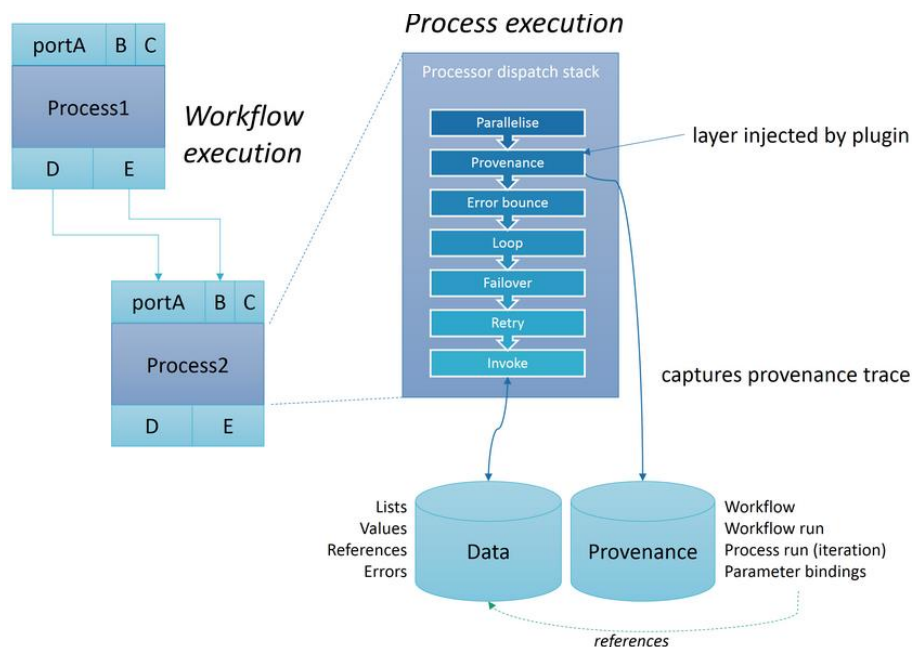 Process execution
portA B C
Process1
D E
Workflow
execution
Processor dispatch stack
Parallelise
Provenance
Error bounce
Loop
Failover
Retry
Invoke
layer injected by plugin
captures provenance trace
portA B C
Process2
D E
Lists
Values
References
Errors
Data
Provenance
Workflow
Workflow run
Process run (iteration)
Parameter bindings
references